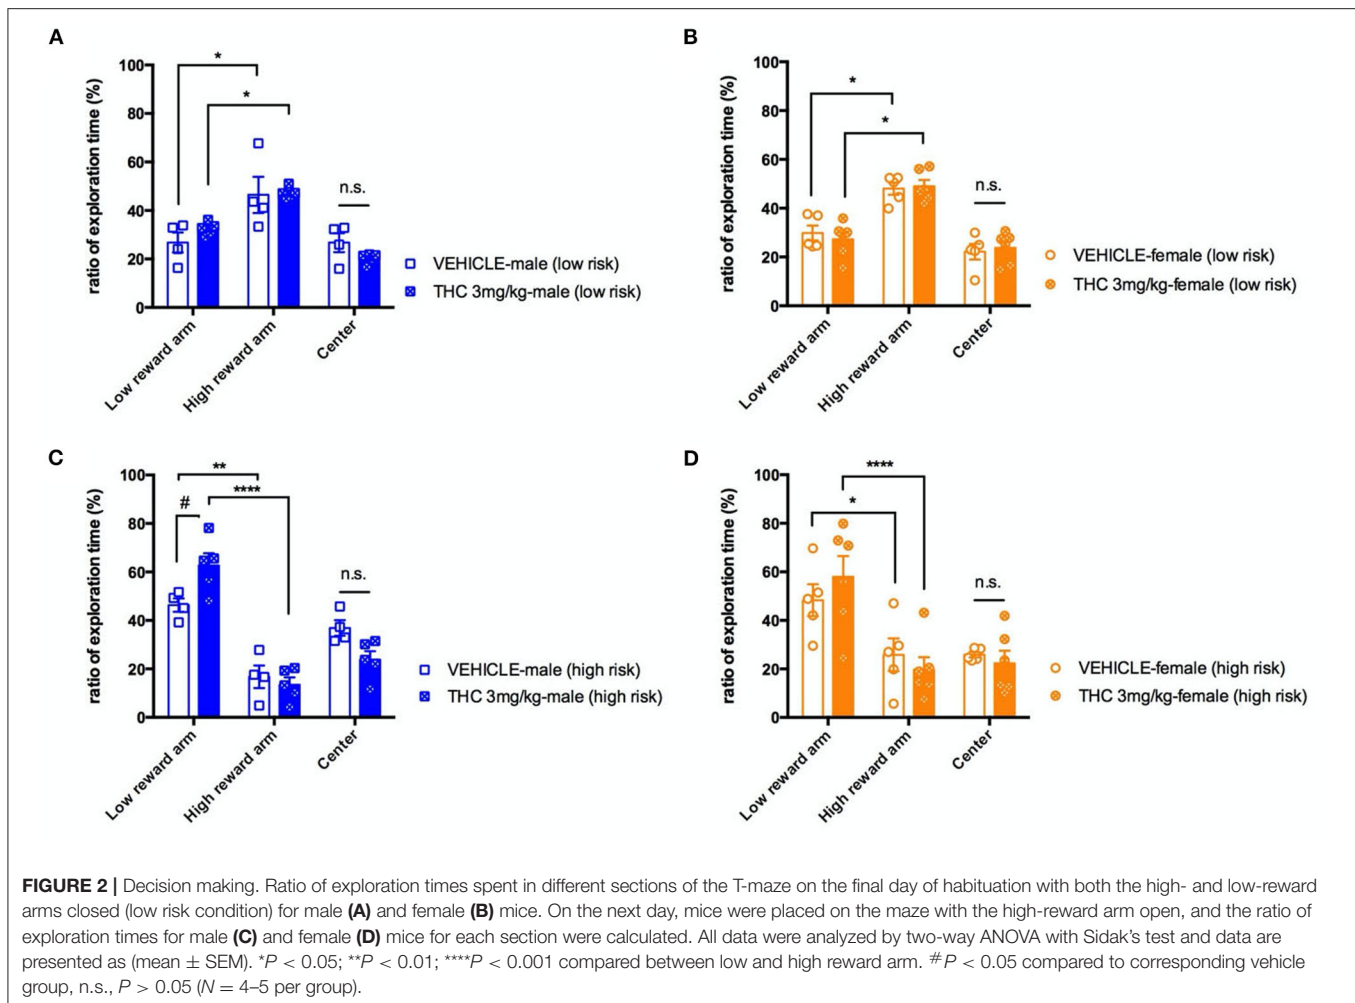 A
ratio of exploration time (%)
100
80
60
40
20
0
*
*
n.s.
Low reward arm
High reward arm
Center
VEHICLE-male (low risk)
THC 3mg/kg-male (low risk)
B
ratio of exploration time (%)
100
80
60
40
20
0
*
*
n.s.
Low reward arm
High reward arm
Center
VEHICLE-female (low risk)
THC 3mg/kg-female (low risk)
C
ratio of exploration time (%)
100
80
60
40
20
0
**
****
#
n.s.
Low reward arm
High reward arm
Center
VEHICLE-male (high risk)
THC 3mg/kg-male (high risk)
D
ratio of exploration time (%)
100
80
60
40
20
0
****
*
n.s.
Low reward arm
High reward arm
Center
VEHICLE-female (high risk)
THC 3mg/kg-female (high risk)
FIGURE 2 | Decision making. Ratio of exploration times spent in different sections of the T-maze on the final day of habituation with both the high- and low-reward
arms closed (low risk condition) for male (A) and female (B) mice. On the next day, mice were placed on the maze with the high-reward arm open, and the ratio of
exploration times for male (C) and female (D) mice for each section were calculated. All data were analyzed by two-way ANOVA with Sidak's test and data are
presented as (mean ± SEM). *P < 0.05; **P < 0.01; ****P < 0.001 compared between low and high reward arm. #P < 0.05 compared to corresponding vehicle
group, n.s., P > 0.05 (N = 4–5 per group).